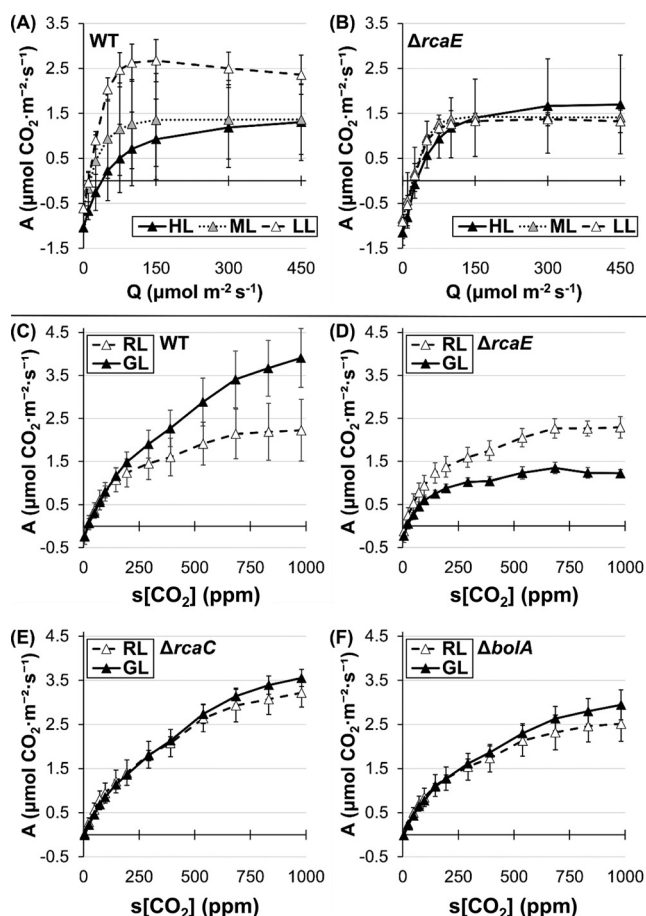 (A)
WT
A (µmol CO₂·m⁻²·s⁻¹)
3.5
2.5
1.5
0.5
-0.5
-1.5
HL ML LL
0 150 300 450
Q (µmol m⁻² s⁻¹)
(B)
ΔrcaE
A (µmol CO₂·m⁻²·s⁻¹)
3.5
2.5
1.5
0.5
-0.5
-1.5
HL ML LL
0 150 300 450
Q (µmol m⁻² s⁻¹)
(C)
RL
GL
WT
A (µmol CO₂·m⁻²·s⁻¹)
4.5
3.5
2.5
1.5
0.5
-0.5
0 250 500 750 1000
s[CO₂] (ppm)
(D)
RL
GL
ΔrcaE
A (µmol CO₂·m⁻²·s⁻¹)
4.5
3.5
2.5
1.5
0.5
-0.5
0 250 500 750 1000
s[CO₂] (ppm)
(E)
RL
GL
ΔrcaC
A (µmol CO₂·m⁻²·s⁻¹)
4.5
3.5
2.5
1.5
0.5
-0.5
0 250 500 750 1000
s[CO₂] (ppm)
(F)
RL
GL
ΔbolA
A (µmol CO₂·m⁻²·s⁻¹)
4.5
3.5
2.5
1.5
0.5
-0.5
0 250 500 750 1000
s[CO₂] (ppm)